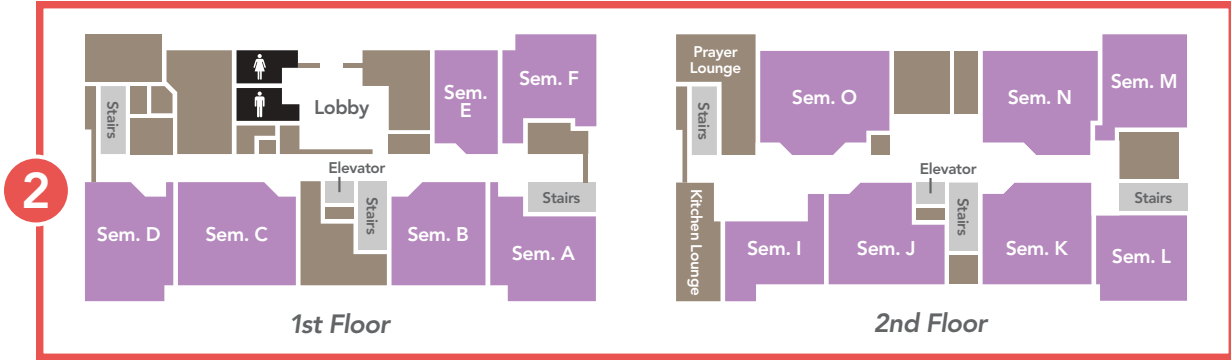 2
Stairs
Lobby
Sem.
E
Sem. F
Elevator
Stairs
Stairs
Sem. D
Sem. C
Sem. B
Sem. A
1st Floor
Prayer
Lounge
Stairs
Sem. O
Sem. N
Sem. M
Elevator
Stairs
Stairs
Kitchen Lounge
Sem. I
Sem. J
Sem. K
Sem. L
2nd Floor